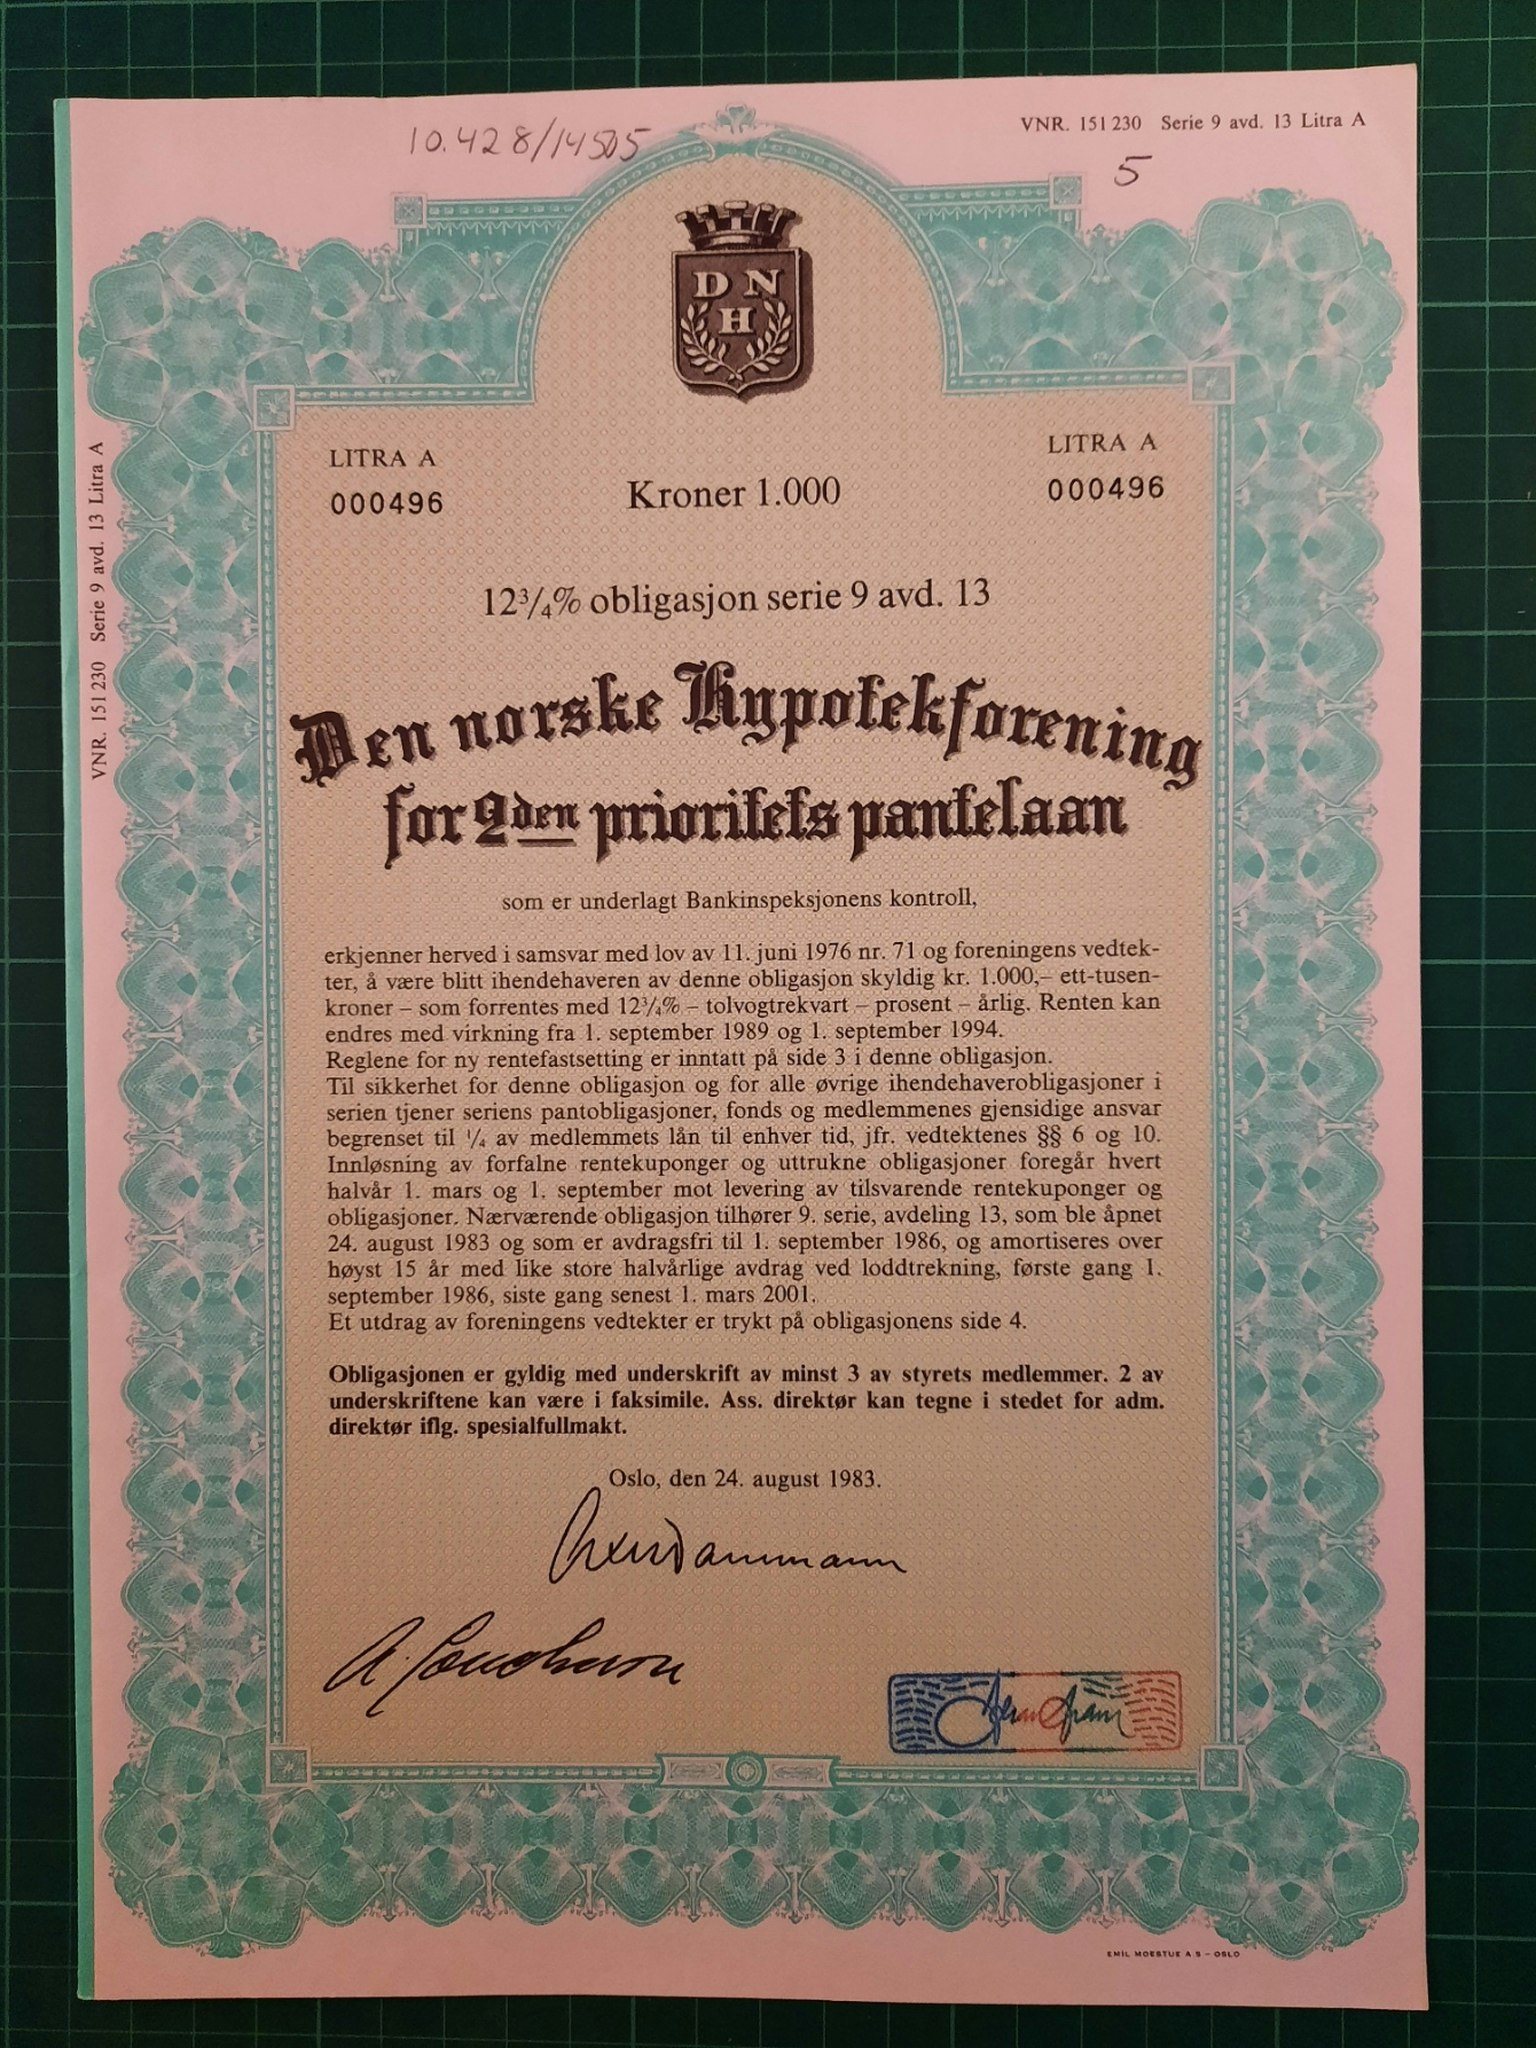 10.428/14505
VNR. 151 230 Serie 9 avd. 13 Litra A
5
VNR. 151 230 Serie 9 avd. 13 Litra A
D N
H
LITRA A
LITRA A
000496
Kroner 1.000
000496
12¾% obligasjon serie 9 avd. 13
Den norske Hypotekforening
for 2den prioritets pantelaan
som er underlagt Bankinspeksjonens kontroll,
erkjenner herved i samsvar med lov av 11. juni 1976 nr. 71 og foreningens vedtek-
ter, å være blitt ihendehaveren av denne obligasjon skyldig kr. 1.000,– ett-tusen-
kroner – som forrentes med 12¾% – tolvogtrekvart – prosent – årlig. Renten kan
endres med virkning fra 1. september 1989 og 1. september 1994.
Reglene for ny rentefastsetting er inntatt på side 3 i denne obligasjon.
Til sikkerhet for denne obligasjon og for alle øvrige ihendehaverobligasjoner i
serien tjener seriens pantobligasjoner, fonds og medlemmenes gjensidige ansvar
begrenset til ¼ av medlemmets lån til enhver tid, jfr. vedtektenes §§ 6 og 10.
Innløsning av forfalne rentekuponger og uttrukne obligasjoner foregår hvert
halvår 1. mars og 1. september mot levering av tilsvarende rentekuponger og
obligasjoner. Nærværende obligasjon tilhører 9. serie, avdeling 13, som ble åpnet
24. august 1983 og som er avdragsfri til 1. september 1986, og amortiseres over
høyst 15 år med like store halvårlige avdrag ved loddtrekning, første gang 1.
september 1986, siste gang senest 1. mars 2001.
Et utdrag av foreningens vedtekter er trykt på obligasjonens side 4.
Obligasjonen er gyldig med underskrift av minst 3 av styrets medlemmer. 2 av
underskriftene kan være i faksimile. Ass. direktør kan tegne i stedet for adm.
direktør iflg. spesialfullmakt.
Oslo, den 24. august 1983.
EMIL MOESTUE A.S – OSLO